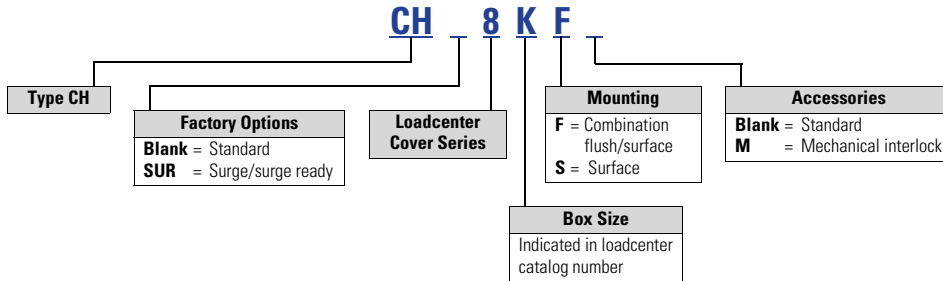 CH _ 8 K F _
Type CH
Factory Options
Blank = Standard
SUR = Surge/surge ready
Loadcenter
Cover Series
Mounting
F = Combination
flush/surface
S = Surface
Accessories
Blank = Standard
M = Mechanical interlock
Box Size
Indicated in loadcenter
catalog number